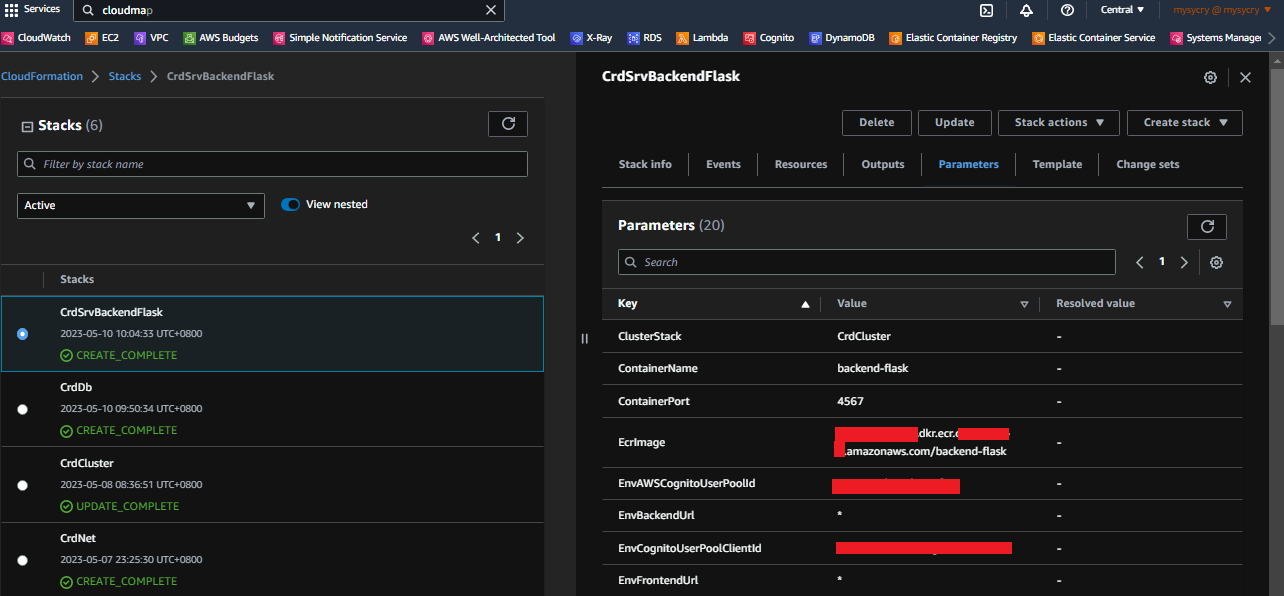 Services
cloudmap
Central
mysycry @ mysycry
CloudWatch
EC2
VPC
AWS Budgets
Simple Notification Service
AWS Well-Architected Tool
X-Ray
RDS
Lambda
Cognito
DynamoDB
Elastic Container Registry
Elastic Container Service
Systems Manager
CloudFormation
Stacks
CrdSrvBackendFlask
Stacks (6)
Filter by stack name
Active
View nested
1
Stacks
CrdSrvBackendFlask
2023-05-10 10:04:33 UTC+0800
CREATE_COMPLETE
CrdDb
2023-05-10 09:50:34 UTC+0800
CREATE_COMPLETE
CrdCluster
2023-05-08 08:36:51 UTC+0800
UPDATE_COMPLETE
CrdNet
2023-05-07 23:25:30 UTC+0800
CREATE_COMPLETE
CrdSrvBackendFlask
Delete
Update
Stack actions
Create stack
Stack info
Events
Resources
Outputs
Parameters
Template
Change sets
Parameters (20)
Search
1
Key
Value
Resolved value
ClusterStack
CrdCluster
-
ContainerName
backend-flask
-
ContainerPort
4567
-
EcrImage
.dkr.ecr.
.amazonaws.com/backend-flask
-
EnvAWSCognitoUserPoolId
-
EnvBackendUrl
*
-
EnvCognitoUserPoolClientId
-
EnvFrontendUrl
*
-